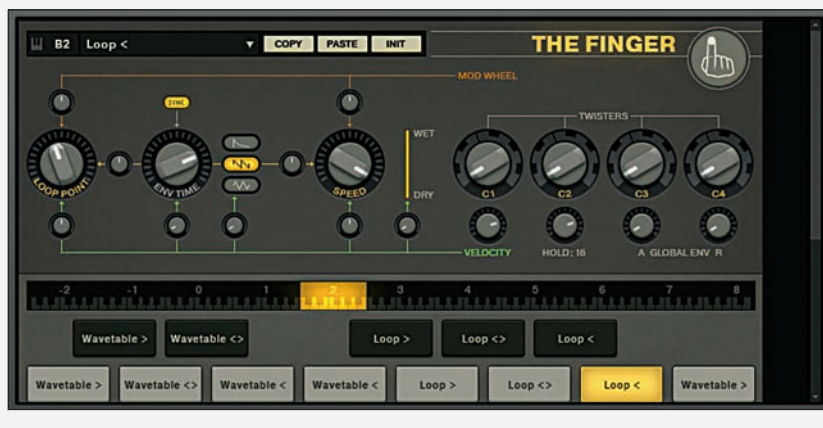 B2 Loop < COPY PASTE INIT THE FINGER
MOD WHEEL
SYNC
TWISTERS
WET
LOOP POINT ENV TIME SPEED C1 C2 C3 C4
DRY
VELOCITY HOLD: 16 A GLOBAL ENV R
-2 -1 0 1 2 3 4 5 6 7 8
Wavetable > Wavetable <> Loop > Loop <> Loop <
Wavetable > Wavetable <> Wavetable < Wavetable < Loop > Loop <> Loop < Wavetable >